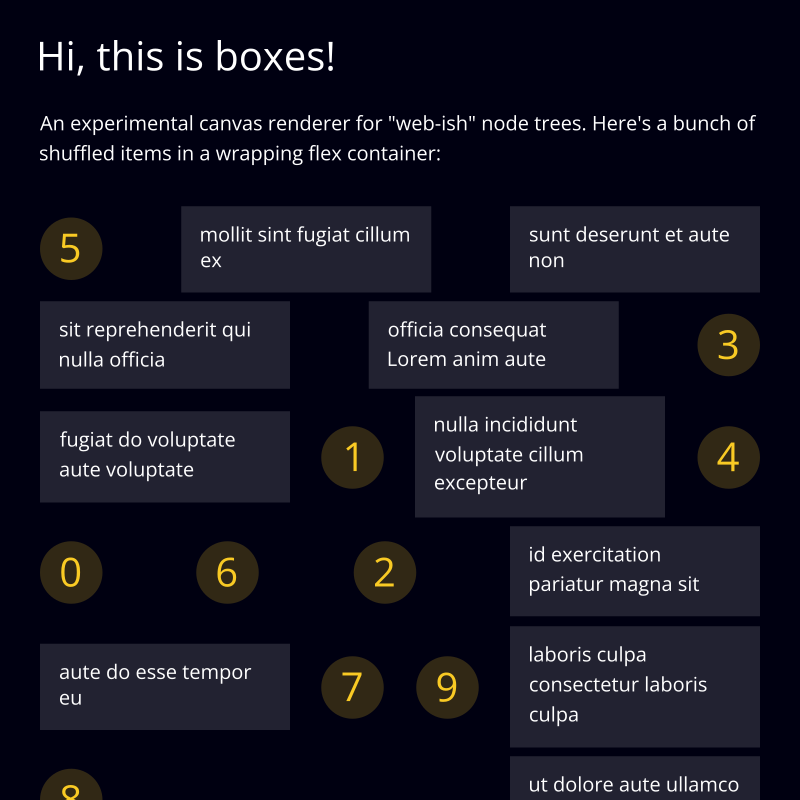 Hi, this is boxes!
An experimental canvas renderer for "web-ish" node trees. Here's a bunch of
shuffled items in a wrapping flex container:
5
mollit sint fugiat cillum
ex
sunt deserunt et aute
non
sit reprehenderit qui
nulla officia
officia consequat
Lorem anim aute
3
fugiat do voluptate
aute voluptate
1
nulla incididunt
voluptate cillum
excepteur
4
0
6
2
id exercitation
pariatur magna sit
aute do esse tempor
eu
7
9
laboris culpa
consectetur laboris
culpa
8
ut dolore aute ullamco